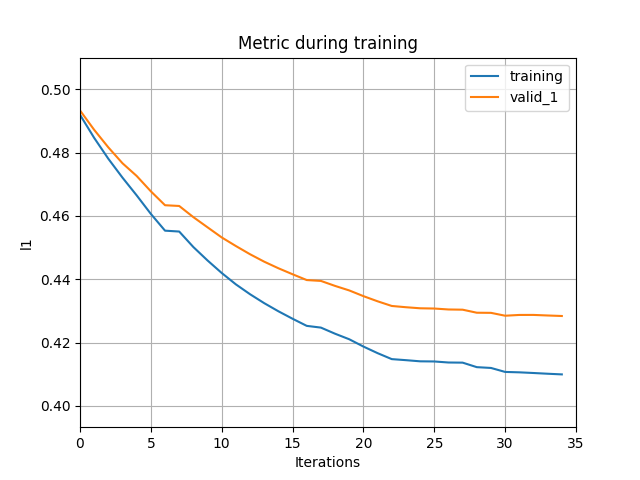 Metric during training
training
valid_1
0.50
0.48
0.46
0.44
0.42
0.40
l1
0 5 10 15 20 25 30 35
Iterations